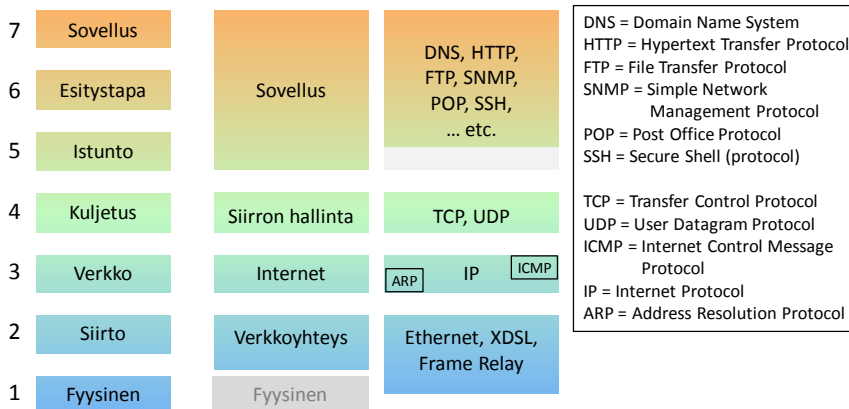 7
Sovellus
6
Esitystapa
5
Istunto
4
Kuljetus
3
Verkko
2
Siirto
1
Fyysinen
Sovellus
Siirron hallinta
Internet
Verkkoyhteys
Fyysinen
DNS, HTTP,
FTP, SNMP,
POP, SSH,
... etc.
TCP, UDP
ARP
IP
ICMP
Ethernet, XDSL,
Frame Relay
DNS = Domain Name System
HTTP = Hypertext Transfer Protocol
FTP = File Transfer Protocol
SNMP = Simple Network
Management Protocol
POP = Post Office Protocol
SSH = Secure Shell (protocol)
TCP = Transfer Control Protocol
UDP = User Datagram Protocol
ICMP = Internet Control Message
Protocol
IP = Internet Protocol
ARP = Address Resolution Protocol